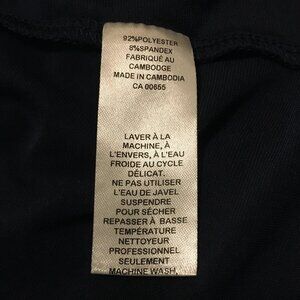 92%POLYESTER
8%SPANDEX
FABRIQUÉ AU
CAMBODGE
MADE IN CAMBODIA
CA 00655
LAVER À LA
MACHINE, À
L'ENVERS, À L'EAU
FROIDE AU CYCLE
DÉLICAT.
NE PAS UTILISER
L'EAU DE JAVEL
SUSPENDRE
POUR SÉCHER
REPASSER À BASSE
TEMPÉRATURE
NETTOYEUR
PROFESSIONEL
SEULEMENT
MACHINE WASH,